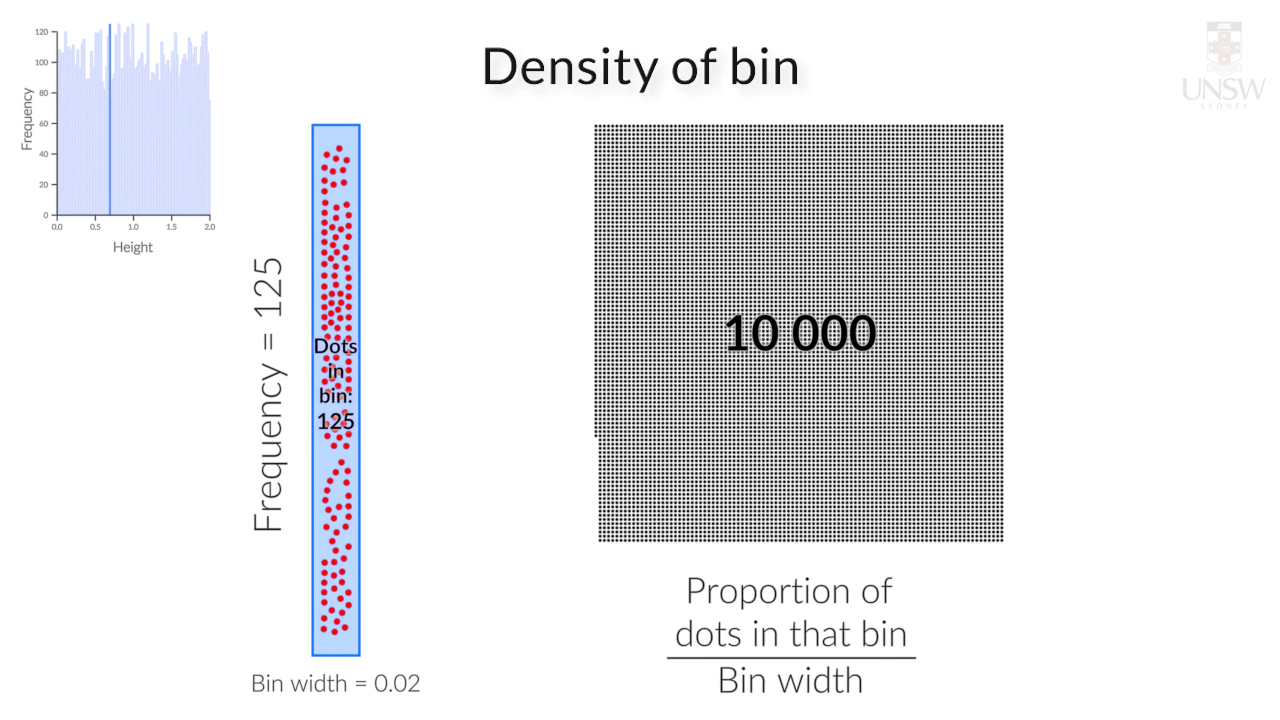 Density of bin
UNSW
SYDNEY
120
100
80
60
40
20
0
Frequency
0.0 0.5 1.0 1.5 2.0
Height
Frequency = 125
Dots
in
bin:
125
Bin width = 0.02
10 000
Proportion of
dots in that bin
Bin width